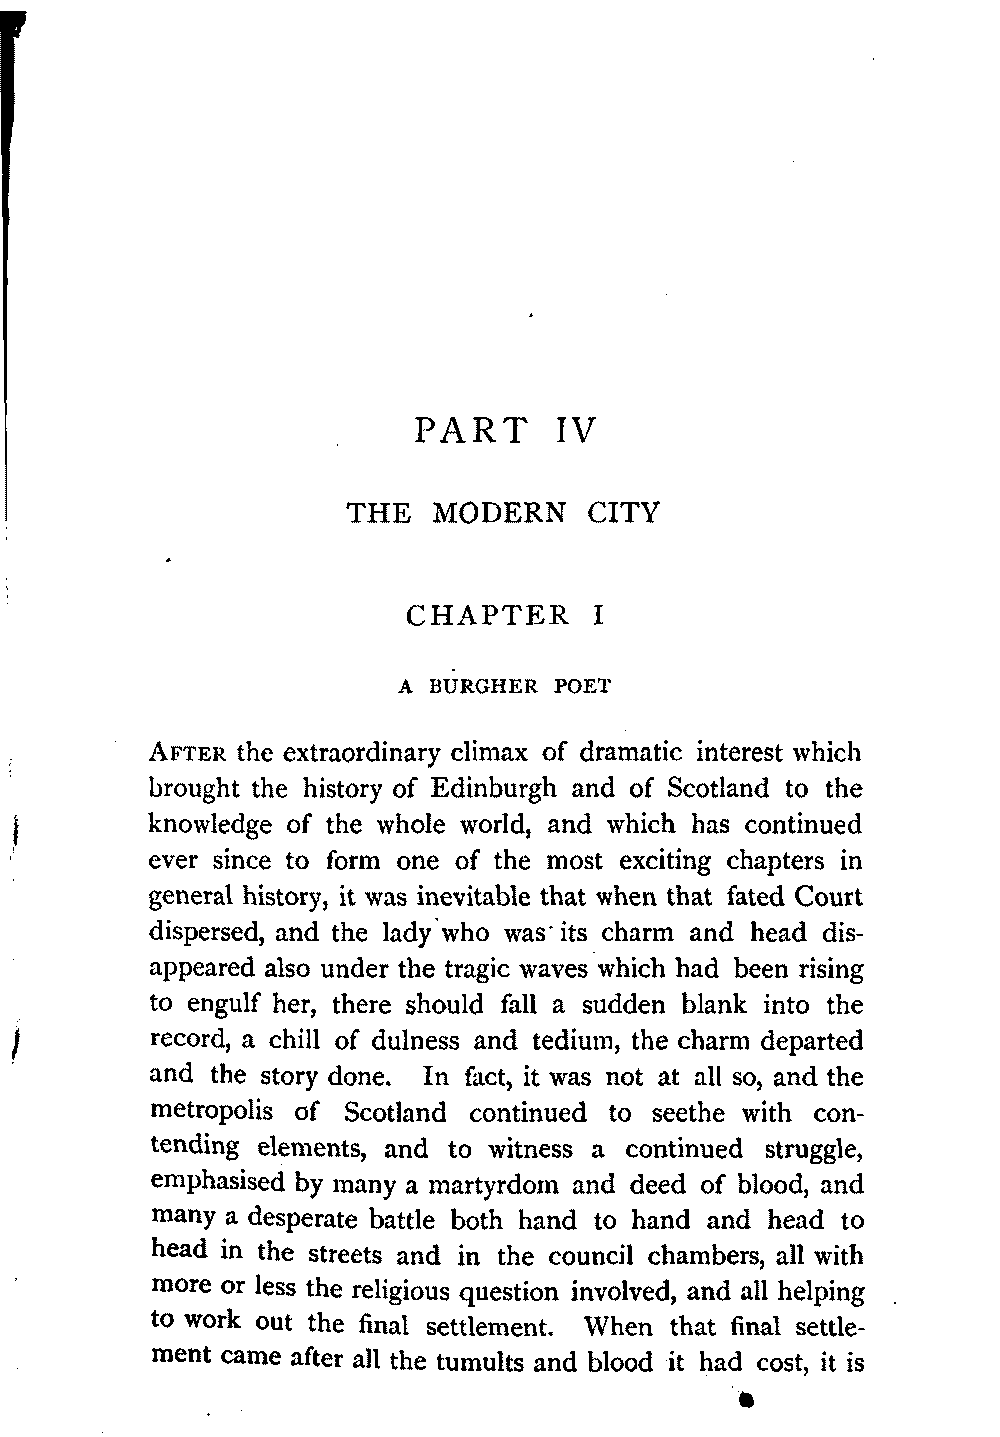 PART IV
THE MODERN CITY
CHAPTER I
A BURGHER POET
AFTER the extraordinary climax of dramatic interest which
brought the history of Edinburgh and of Scotland to the
knowledge of the whole world, and which has continued
ever since to form one of the most exciting chapters in
general history, it was inevitable that when that fated Court
dispersed, and the lady who was its charm and head dis-
appeared also under the tragic waves which had been rising
to engulf her, there should fall a sudden blank into the
record, a chill of dulness and tedium, the charm departed
and the story done. In fact, it was not at all so, and the
metropolis of Scotland continued to seethe with con-
tending elements, and to witness a continued struggle,
emphasised by many a martyrdom and deed of blood, and
many a desperate battle both hand to hand and head to
head in the streets and in the council chambers, all with
more or less the religious question involved, and all helping
to work out the final settlement. When that final settle-
ment came after all the tumults and blood it had cost, it is